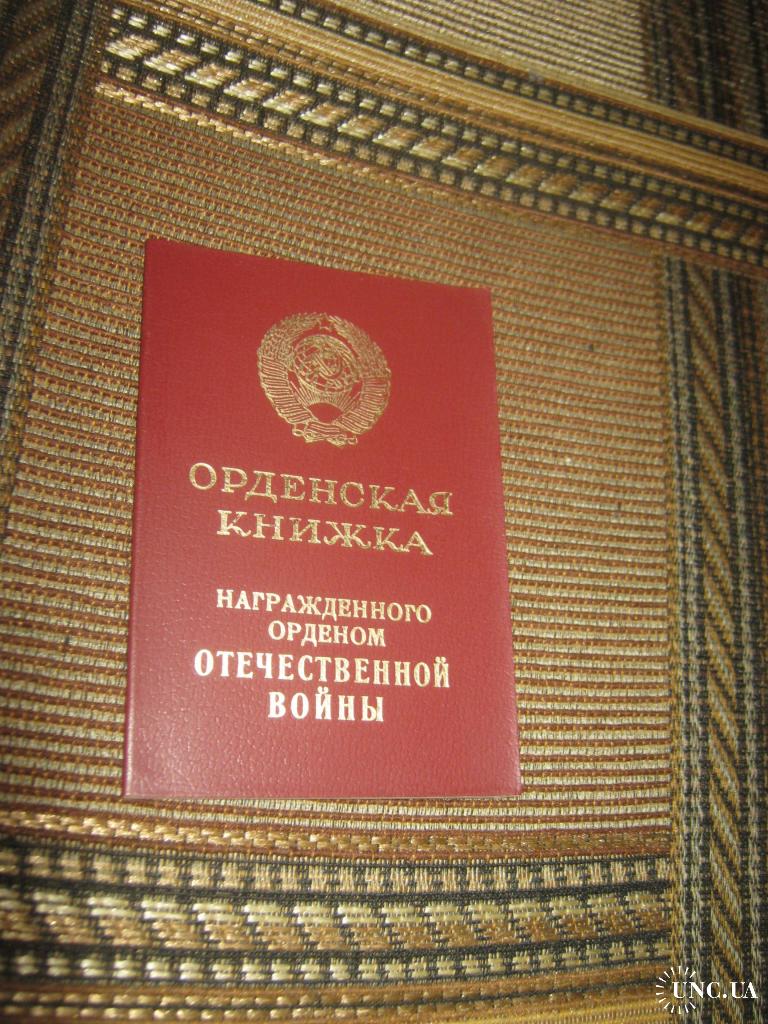 ОРДЕНСКАЯ
КНИЖКА
НАГРАЖДЕННОГО
ОРДЕНОМ
ОТЕЧЕСТВЕННОЙ
ВОЙНЫ
UNC.UA